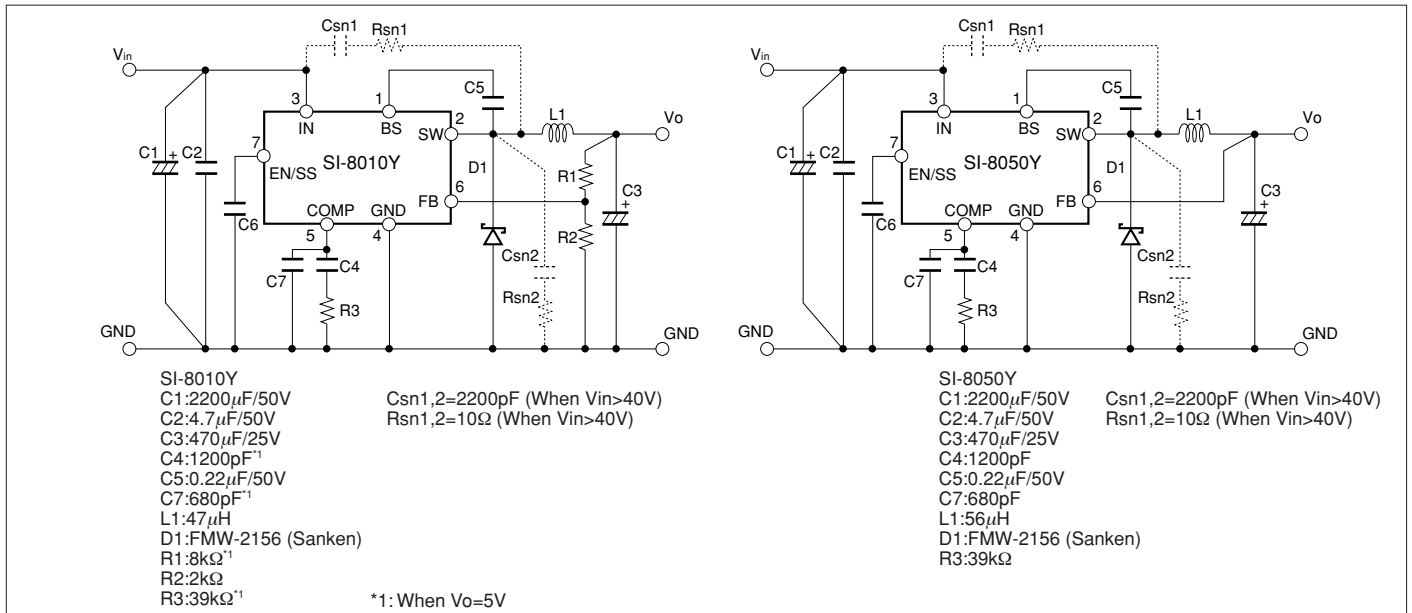 Csn1 Rsn1
Vin
C5
3 1
IN BS
2
SW
L1
Vo
7
EN/SS
SI-8010Y
C1 + C2
D1
R1
6
FB
C3
+
COMP GND
5 4
C6
R2
C7 C4
Csn2
R3
Rsn2
GND GND
SI-8010Y
C1:2200μF/50V
C2:4.7μF/50V
C3:470μF/25V
C4:1200pF*1
C5:0.22μF/50V
C7:680pF*1
L1:47μH
D1:FMW-2156 (Sanken)
R1:8kΩ*1
R2:2kΩ
R3:39kΩ*1
Csn1,2=2200pF (When Vin>40V)
Rsn1,2=10Ω (When Vin>40V)
*1: When Vo=5V
Csn1 Rsn1
Vin
C5
3 1
IN BS
2
SW
L1
Vo
7
EN/SS
SI-8050Y
C1 + C2
D1
6
FB
C3
+
COMP GND
5 4
C6
C7 C4
Csn2
R3
Rsn2
GND GND
SI-8050Y
C1:2200μF/50V
C2:4.7μF/50V
C3:470μF/25V
C4:1200pF
C5:0.22μF/50V
C7:680pF
L1:56μH
D1:FMW-2156 (Sanken)
R3:39kΩ
Csn1,2=2200pF (When Vin>40V)
Rsn1,2=10Ω (When Vin>40V)